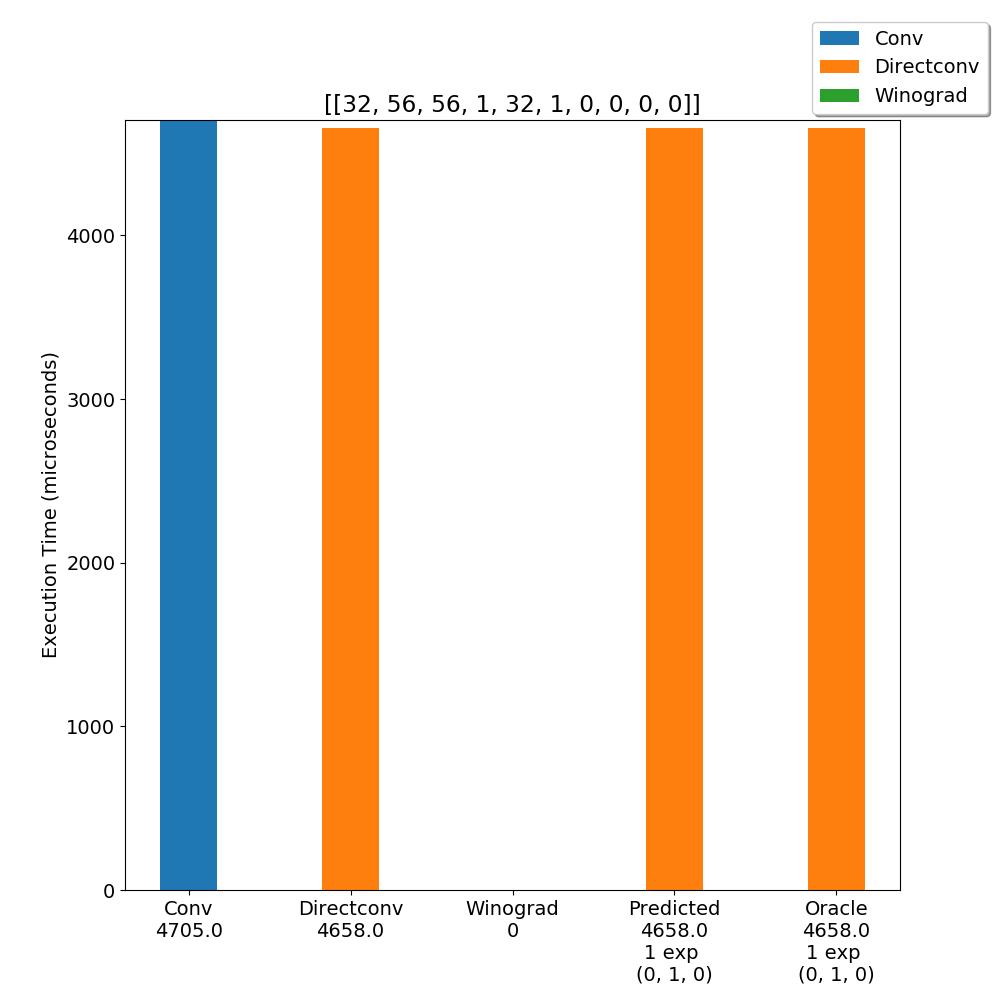 Conv
Directconv
Winograd
[[32, 56, 56, 1, 32, 1, 0, 0, 0, 0]]
Execution Time (microseconds)
4000
3000
2000
1000
0
Conv
4705.0
Directconv
4658.0
Winograd
0
Predicted
4658.0
1 exp
(0, 1, 0)
Oracle
4658.0
1 exp
(0, 1, 0)